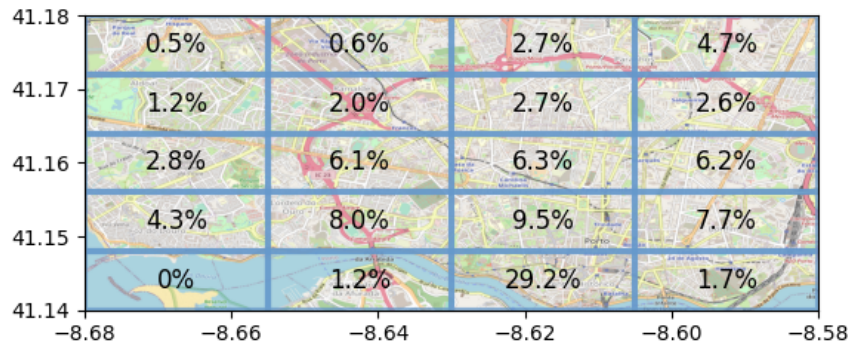 41.18
0.5% 0.6% 2.7% 4.7%
41.17
1.2% 2.0% 2.7% 2.6%
41.16
2.8% 6.1% 6.3% 6.2%
41.15
4.3% 8.0% 9.5% 7.7%
Porto
0% 1.2% 29.2% 1.7%
41.14
−8.68 −8.66 −8.64 −8.62 −8.60 −8.58